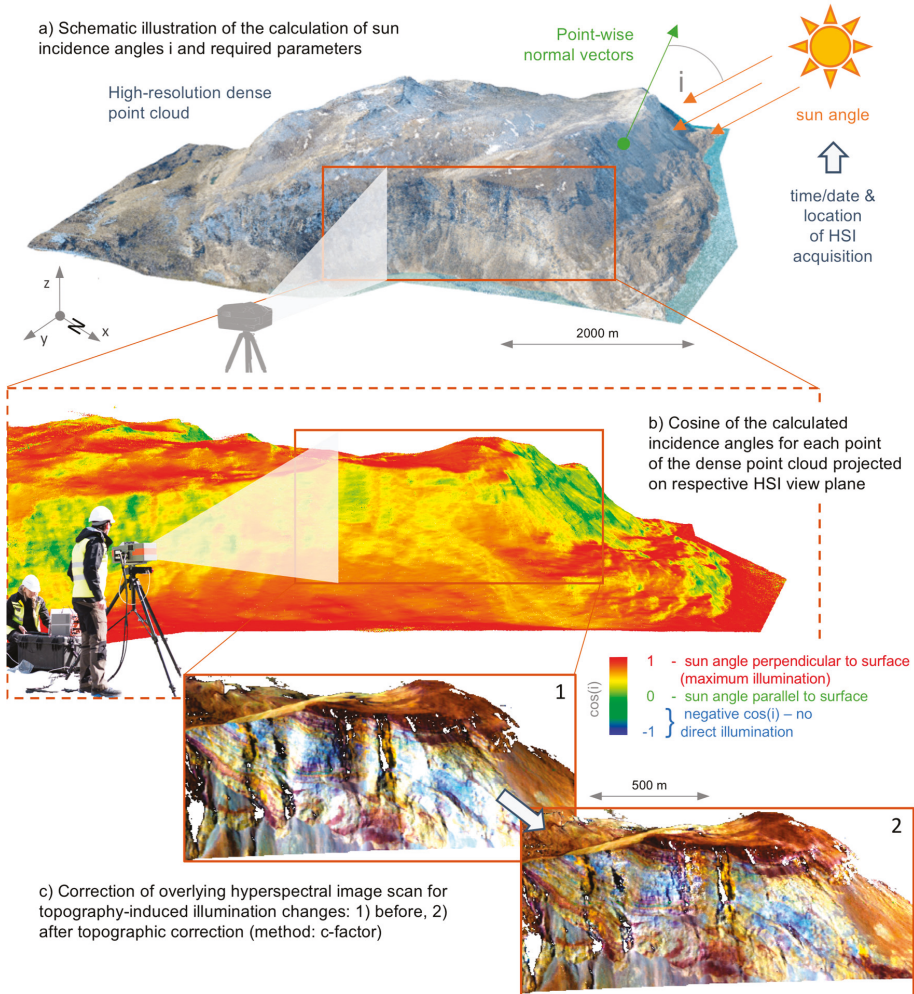 a) Schematic illustration of the calculation of sun
incidence angles i and required parameters
High-resolution dense
point cloud
Point-wise
normal vectors
i
sun angle
time/date &
location
of HSI
acquisition
z
y
N
x
2000 m
b) Cosine of the calculated
incidence angles for each point
of the dense point cloud projected
on respective HSI view plane
cos(i)
1 - sun angle perpendicular to surface
(maximum illumination)
0 - sun angle parallel to surface
negative cos(i) – no
-1 } direct illumination
1
500 m
2
c) Correction of overlying hyperspectral image scan for
topography-induced illumination changes: 1) before, 2)
after topographic correction (method: c-factor)